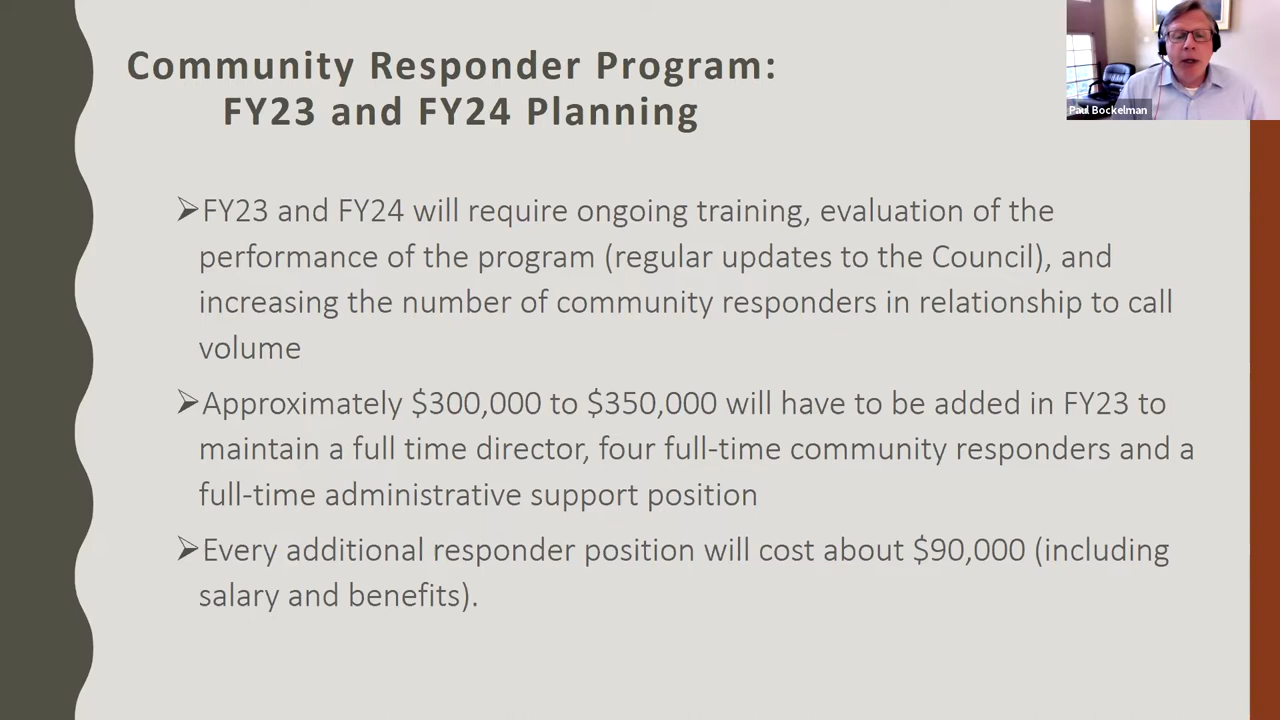 Community Responder Program:
FY23 and FY24 Planning
Paul Bockelman
FY23 and FY24 will require ongoing training, evaluation of the
performance of the program (regular updates to the Council), and
increasing the number of community responders in relationship to call
volume
Approximately $300,000 to $350,000 will have to be added in FY23 to
maintain a full time director, four full-time community responders and a
full-time administrative support position
Every additional responder position will cost about $90,000 (including
salary and benefits).